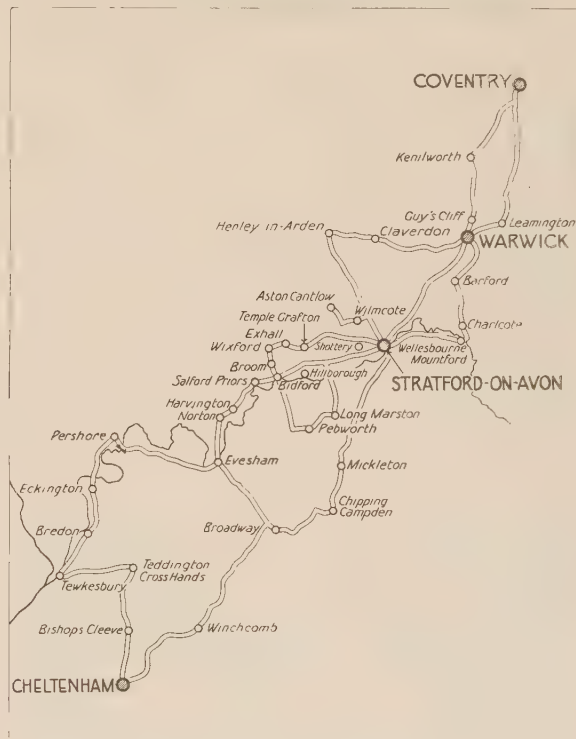 COVENTRY
Kenilworth
Guy's Cliff
Leamington
Henley in-Arden
Claverdon
WARWICK
Barford
Aston Cantlow
Wilmcote
Charlcote
Temple Grafton
Exhall
Shottery
Wixford
Wellesbourne
Mountford
Broom
Hillborough
Salford Priors
Bidford
STRATFORD-ON-AVON
Harvington
Norton
Long Marston
Pebworth
Pershore
Evesham
Mickleton
Eckington
Chipping
Campden
Bredon
Broadway
Teddington
Cross Hands
Tewkesbury
Bishops Cleeve
Winchcomb
CHELTENHAM